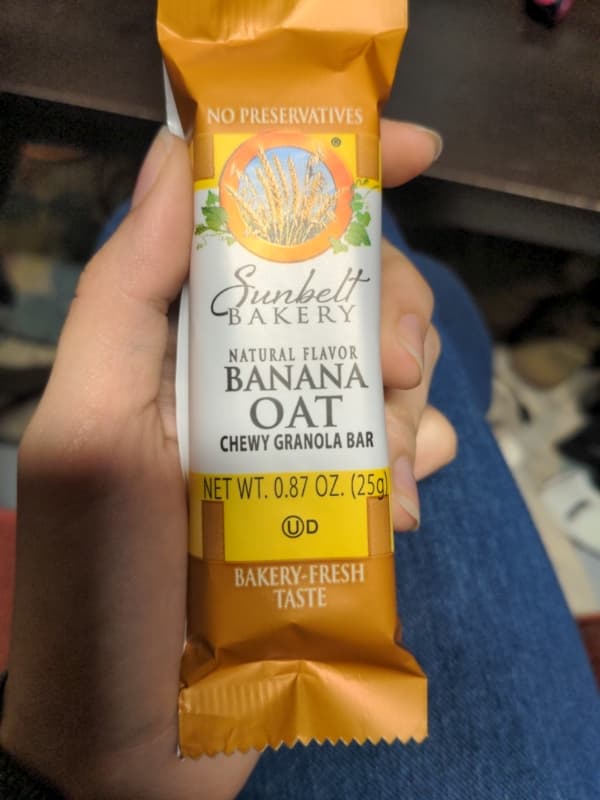 NO PRESERVATIVES
®
Sunbelt
BAKERY
NATURAL FLAVOR
BANANA
OAT
CHEWY GRANOLA BAR
NET WT. 0.87 OZ. (25g)
Ⓤ D
BAKERY-FRESH
TASTE